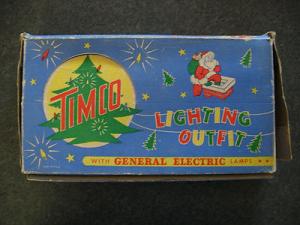 TIMCO
LIGHTING
OUTFIT
WITH GENERAL ELECTRIC LAMPS